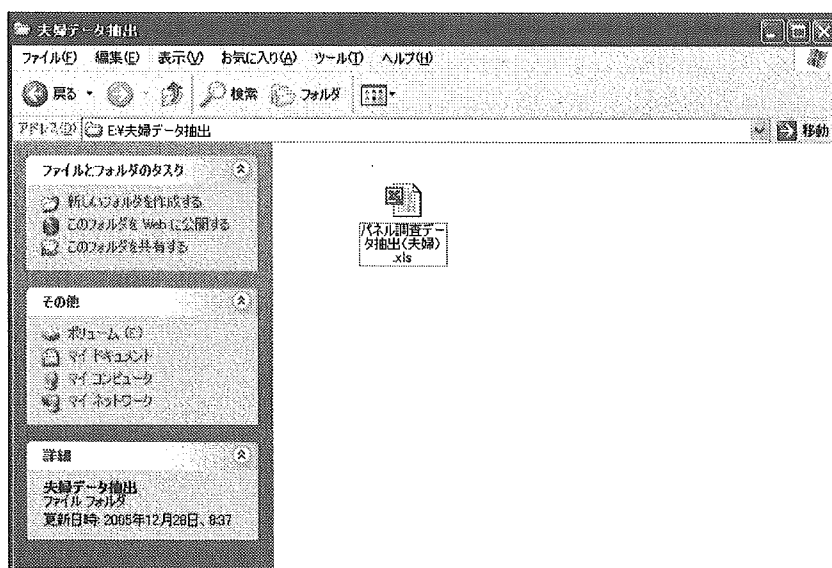 夫婦データ抽出
ファイル(F) 編集(E) 表示(V) お気に入り(A) ツール(T) ヘルプ(H)
戻る 検索 フォルダ
アドレス(D) E:¥夫婦データ抽出 移動
ファイルとフォルダのタスク
新しいフォルダを作成する
このフォルダを Web に公開する
このフォルダを共有する
その他
ボリューム (E)
マイ ドキュメント
マイ コンピュータ
マイ ネットワーク
詳細
夫婦データ抽出
ファイル フォルダ
更新日時: 2005年12月28日、8:37
パネル調査デー
タ抽出(夫婦)
.xls